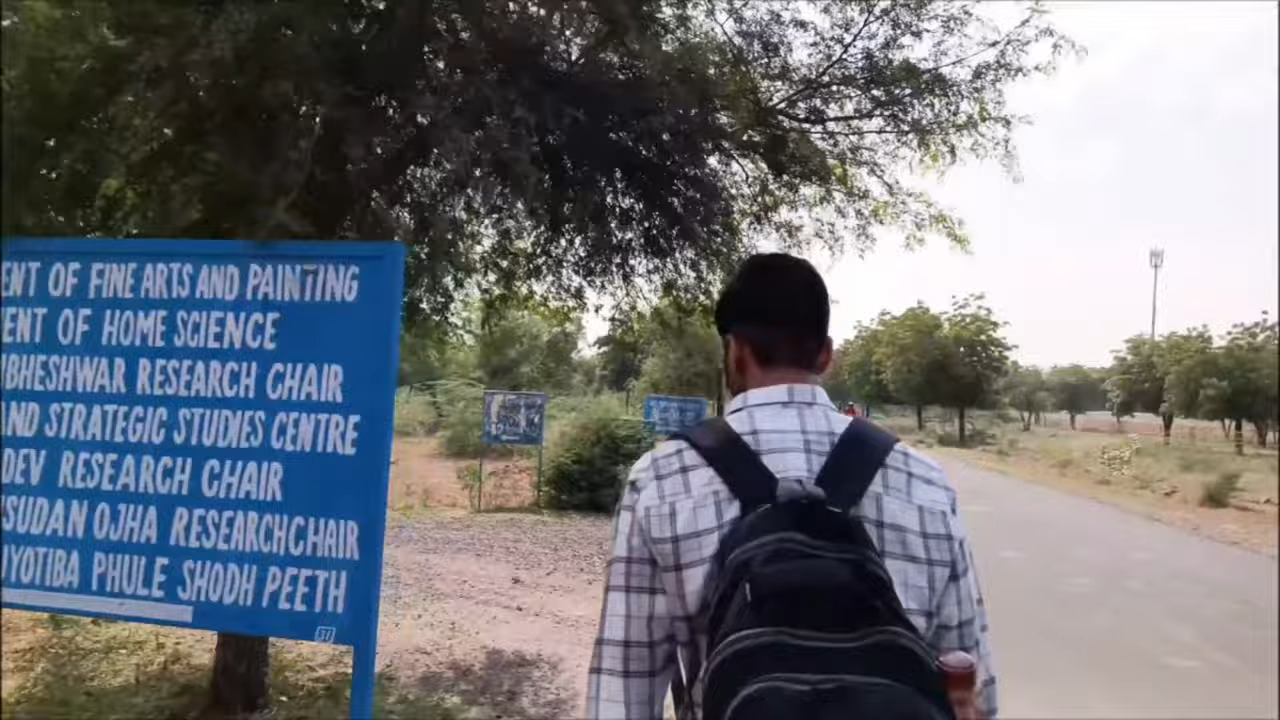 ENT OF FINE ARTS AND PAINTING
ENT OF HOME SCIENCE
BHESHWAR RESEARCH CHAIR
ND STRATEGIC STUDIES CENTRE
DEV RESEARCH CHAIR
SUDAN OJHA RESEARCHCHAIR
YOTIBA PHULE SHODH PEETH